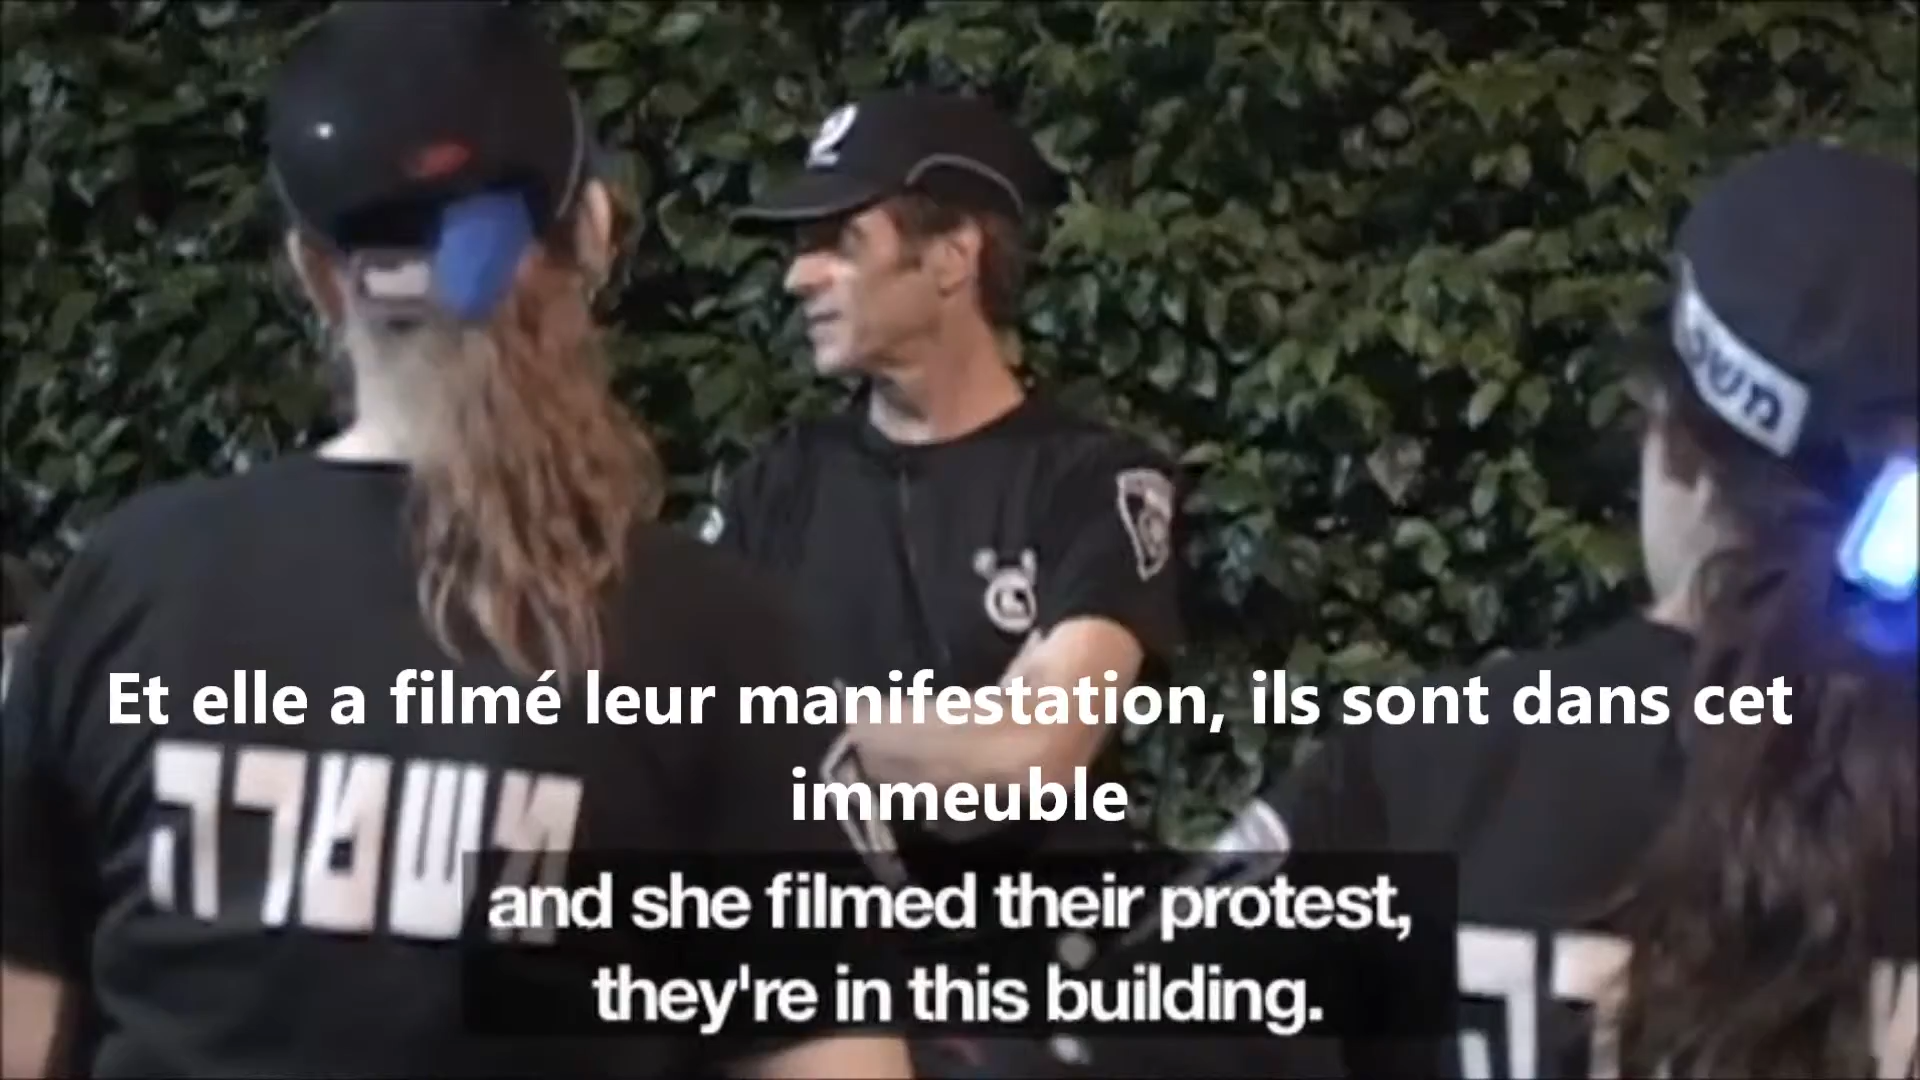 Et elle a filmé leur manifestation, ils sont dans cet
immeuble
משטרה
and she filmed their protest,
they're in this building.